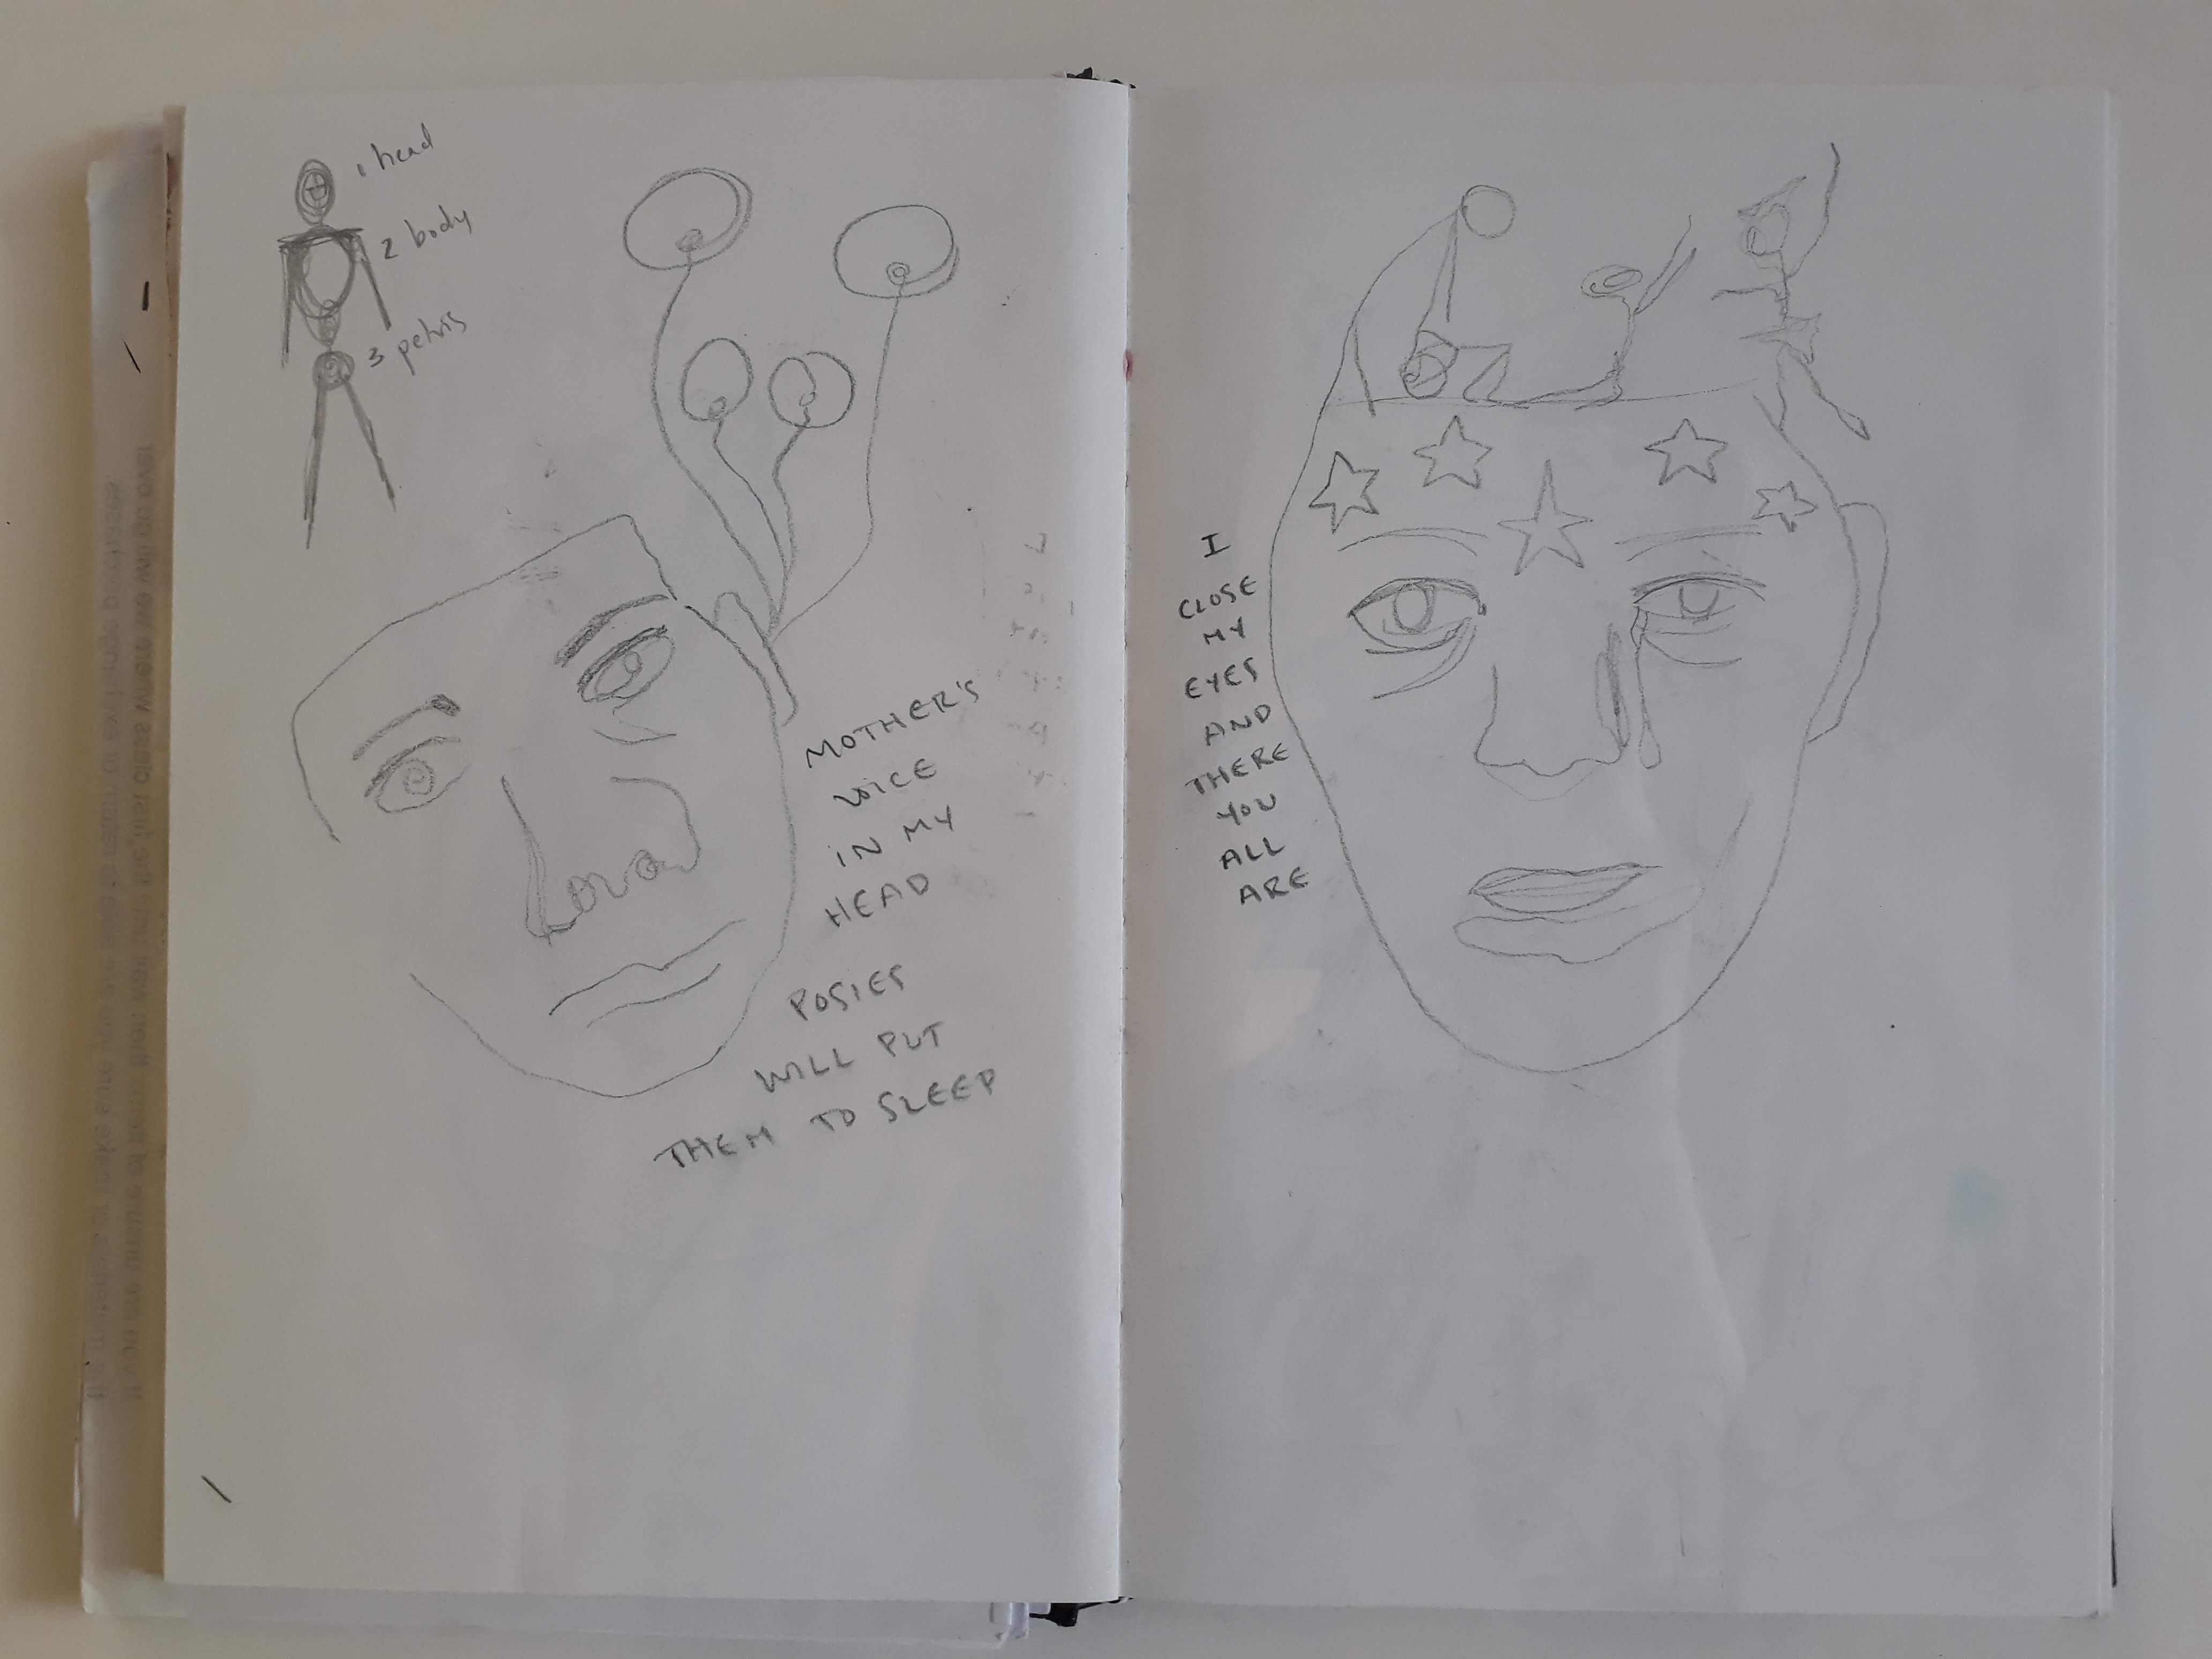 1 head
2 body
3 pelvis
MOTHER'S
VOICE
IN MY
HEAD
POSIES
WILL PUT
THEM TO SLEEP
I
CLOSE
MY
EYES
AND
THERE
YOU
ALL
ARE